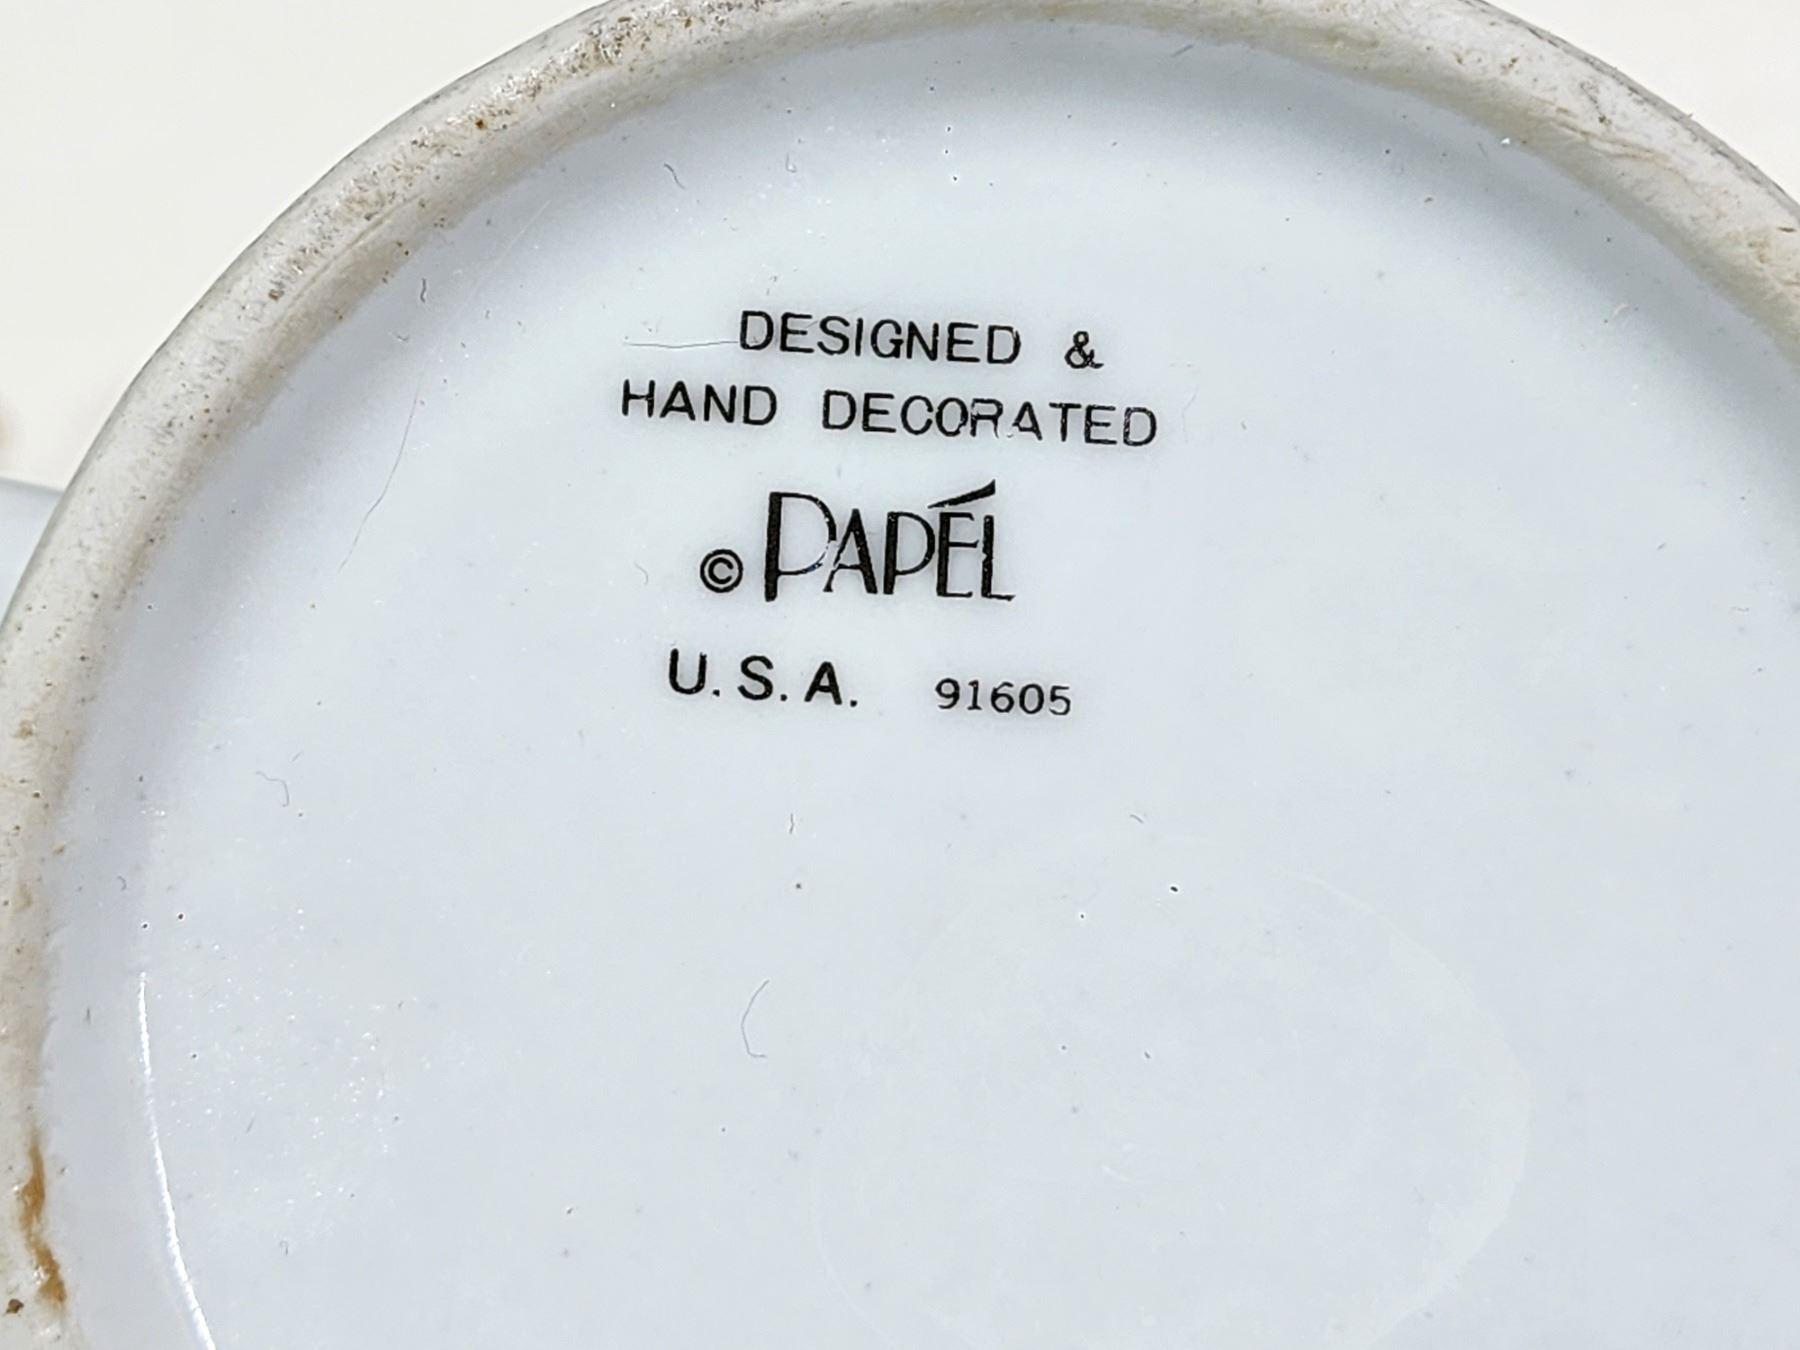 DESIGNED &
HAND DECORATED
© PAPÉL
U.S.A. 91605